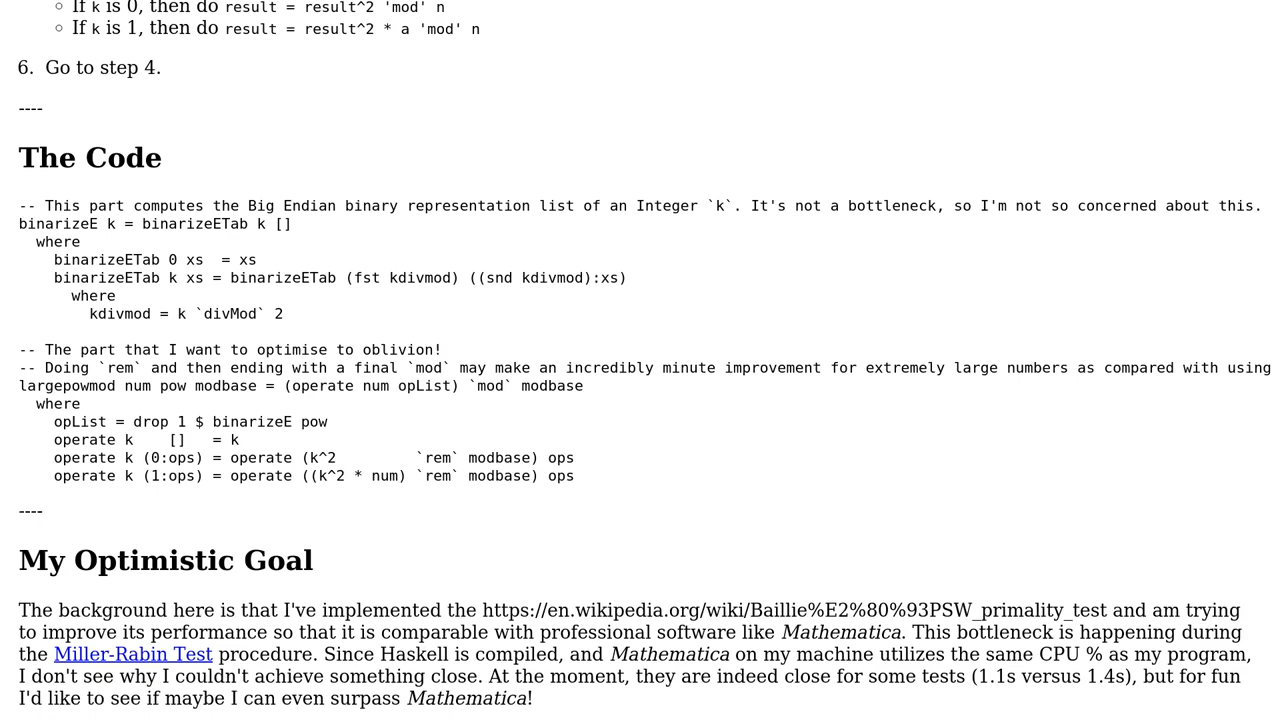 ◦ If k is 0, then do result = result^2 'mod' n
◦ If k is 1, then do result = result^2 * a 'mod' n
6. Go to step 4.
----
The Code
-- This part computes the Big Endian binary representation list of an Integer `k`. It's not a bottleneck, so I'm not so concerned about this.
binarizeE k = binarizeETab k []
  where
    binarizeETab 0 xs  = xs
    binarizeETab k xs = binarizeETab (fst kdivmod) ((snd kdivmod):xs)
      where
        kdivmod = k `divMod` 2
-- The part that I want to optimise to oblivion!
-- Doing `rem` and then ending with a final `mod` may make an incredibly minute improvement for extremely large numbers as compared with using
largepowmod num pow modbase = (operate num opList) `mod` modbase
  where
    opList = drop 1 $ binarizeE pow
    operate k    []   = k
    operate k (0:ops) = operate (k^2         `rem` modbase) ops
    operate k (1:ops) = operate ((k^2 * num) `rem` modbase) ops
----
My Optimistic Goal
The background here is that I've implemented the https://en.wikipedia.org/wiki/Baillie%E2%80%93PSW_primality_test and am trying
to improve its performance so that it is comparable with professional software like Mathematica. This bottleneck is happening during
the Miller-Rabin Test procedure. Since Haskell is compiled, and Mathematica on my machine utilizes the same CPU % as my program,
I don't see why I couldn't achieve something close. At the moment, they are indeed close for some tests (1.1s versus 1.4s), but for fun
I'd like to see if maybe I can even surpass Mathematica!